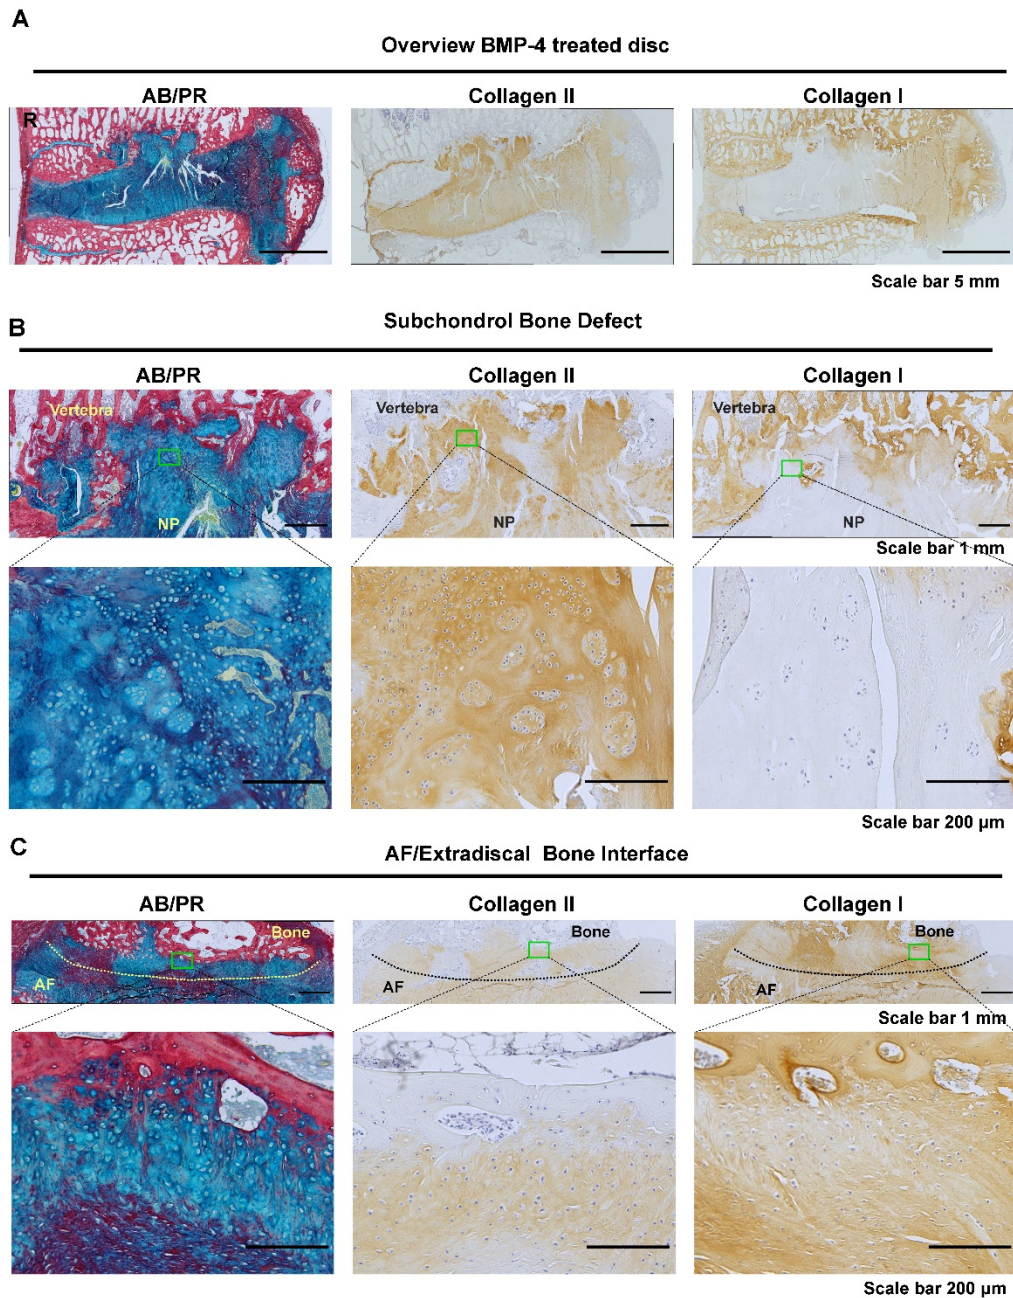 A
Overview BMP-4 treated disc
AB/PR
Collagen II
Collagen I
R
Scale bar 5 mm
B
Subchondrol Bone Defect
AB/PR
Collagen II
Collagen I
Vertebra
Vertebra
Vertebra
NP
NP
NP
Scale bar 1 mm
Scale bar 200 µm
C
AF/Extradiscal Bone Interface
AB/PR
Collagen II
Collagen I
Bone
Bone
Bone
AF
AF
AF
Scale bar 1 mm
Scale bar 200 µm